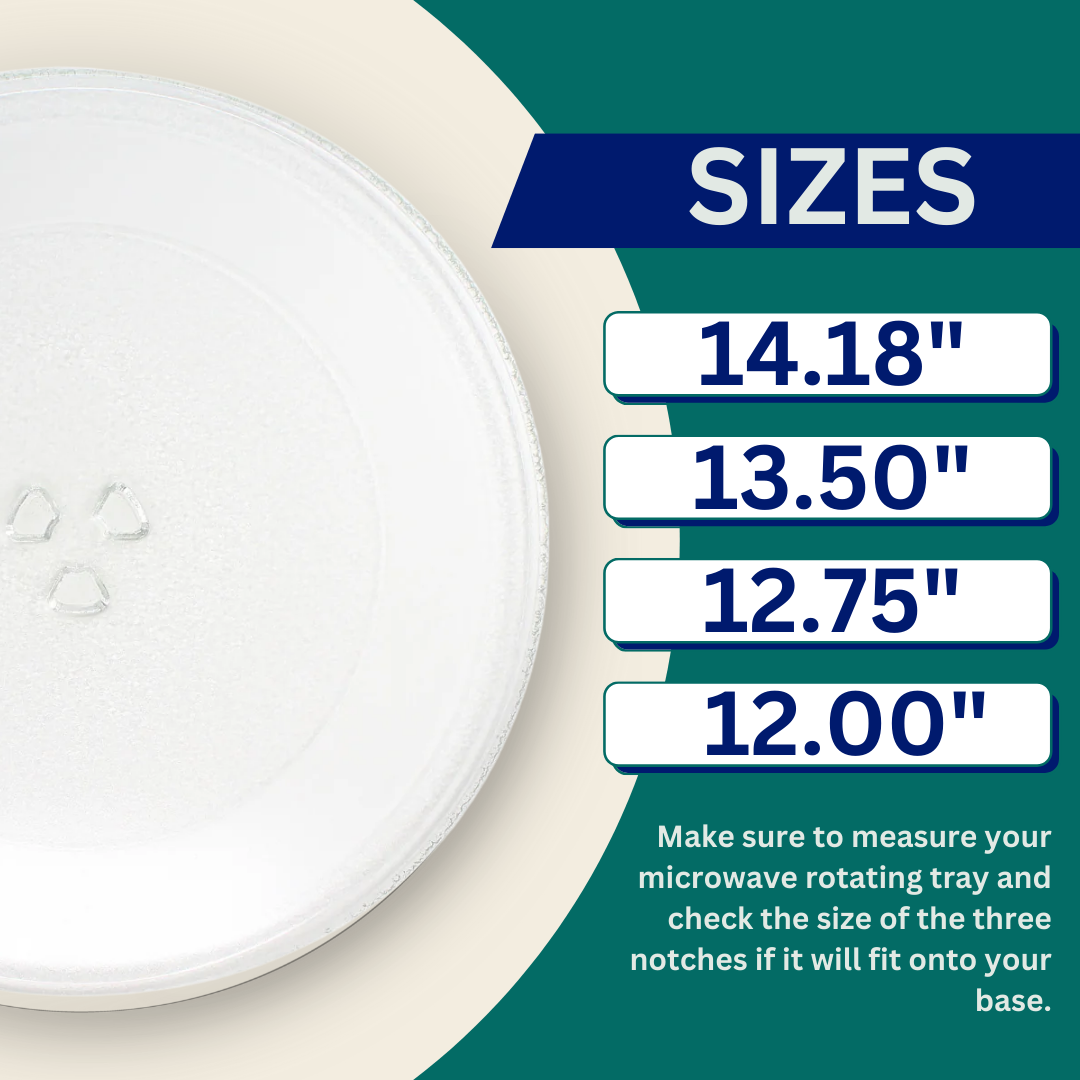 SIZES
14.18"
13.50"
12.75"
12.00"
Make sure to measure your
microwave rotating tray and
check the size of the three
notches if it will fit onto your
base.